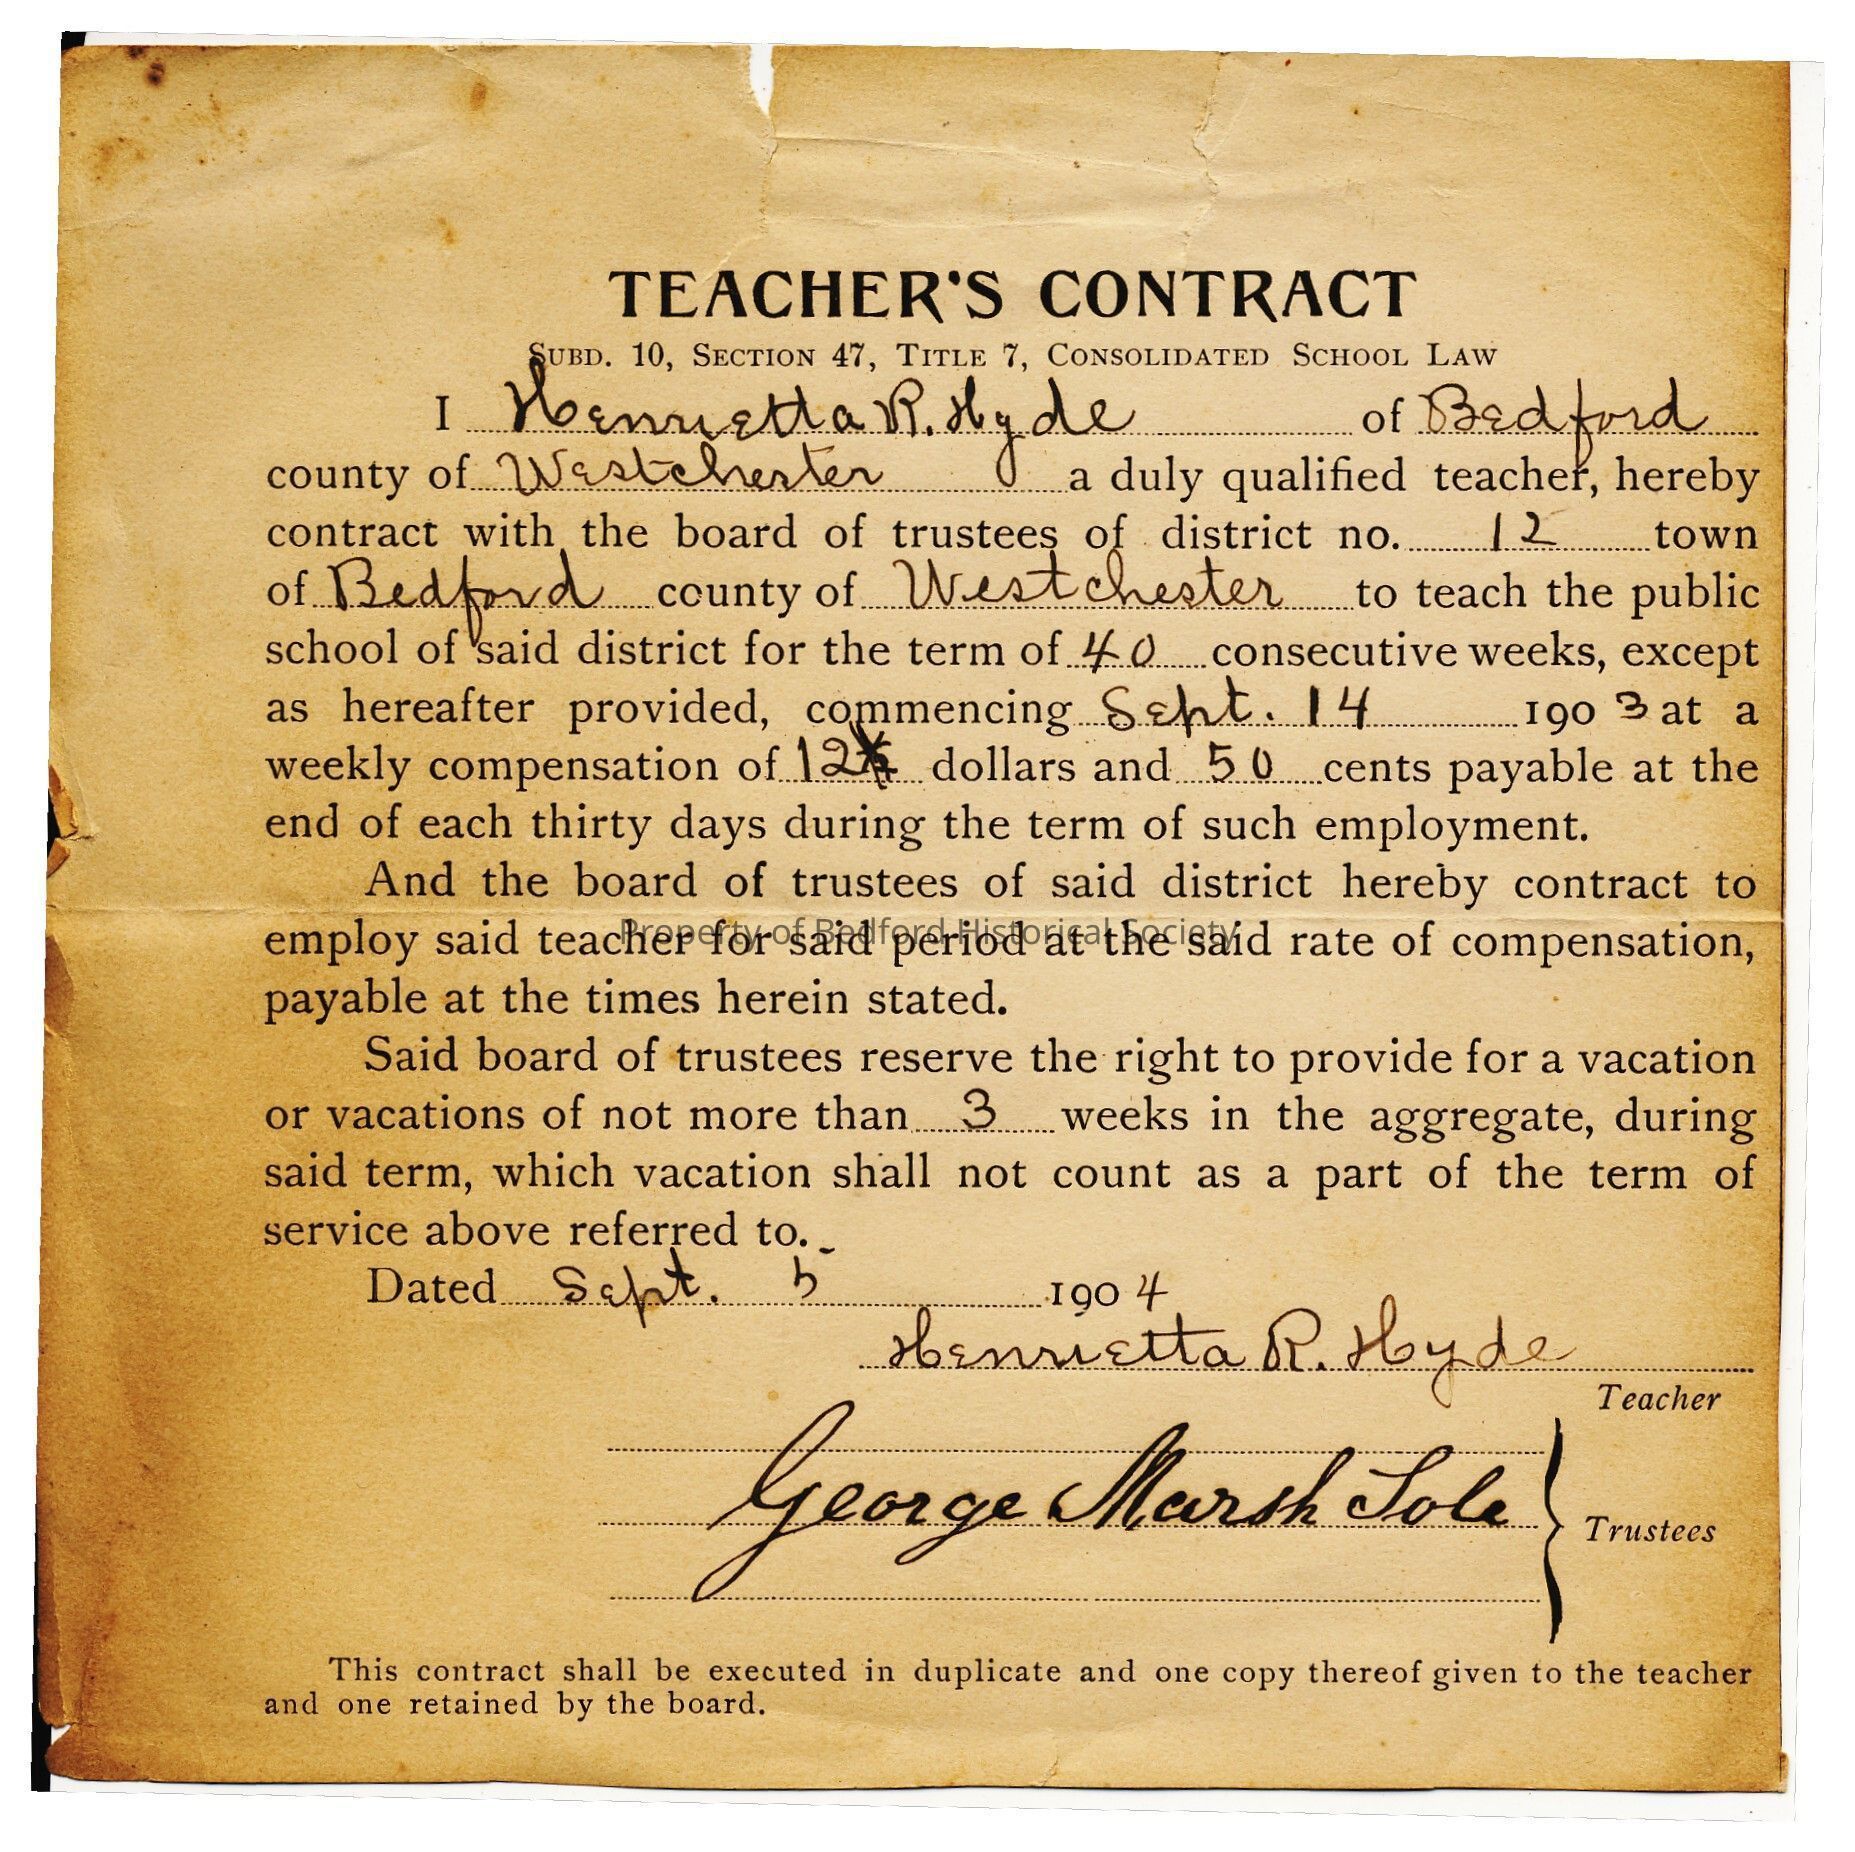 TEACHER'S CONTRACT
SUBD. 10, SECTION 47, TITLE 7, CONSOLIDATED SCHOOL LAW
I Henrietta R. Hyde of Bedford
county of Westchester a duly qualified teacher, hereby
contract with the board of trustees of district no. 12 town
of Bedford county of Westchester to teach the public
school of said district for the term of 40 consecutive weeks, except
as hereafter provided, commencing Sept. 14 1903 at a
weekly compensation of 12 dollars and 50 cents payable at the
end of each thirty days during the term of such employment.
And the board of trustees of said district hereby contract to
employ said teacher for said period at the said rate of compensation,
Property of Bedford Historical Society
payable at the times herein stated.
Said board of trustees reserve the right to provide for a vacation
or vacations of not more than 3 weeks in the aggregate, during
said term, which vacation shall not count as a part of the term of
service above referred to.
Dated Sept. 5 1904
Henrietta R. Hyde
Teacher
George Marsh Sole
Trustees
This contract shall be executed in duplicate and one copy thereof given to the teacher
and one retained by the board.